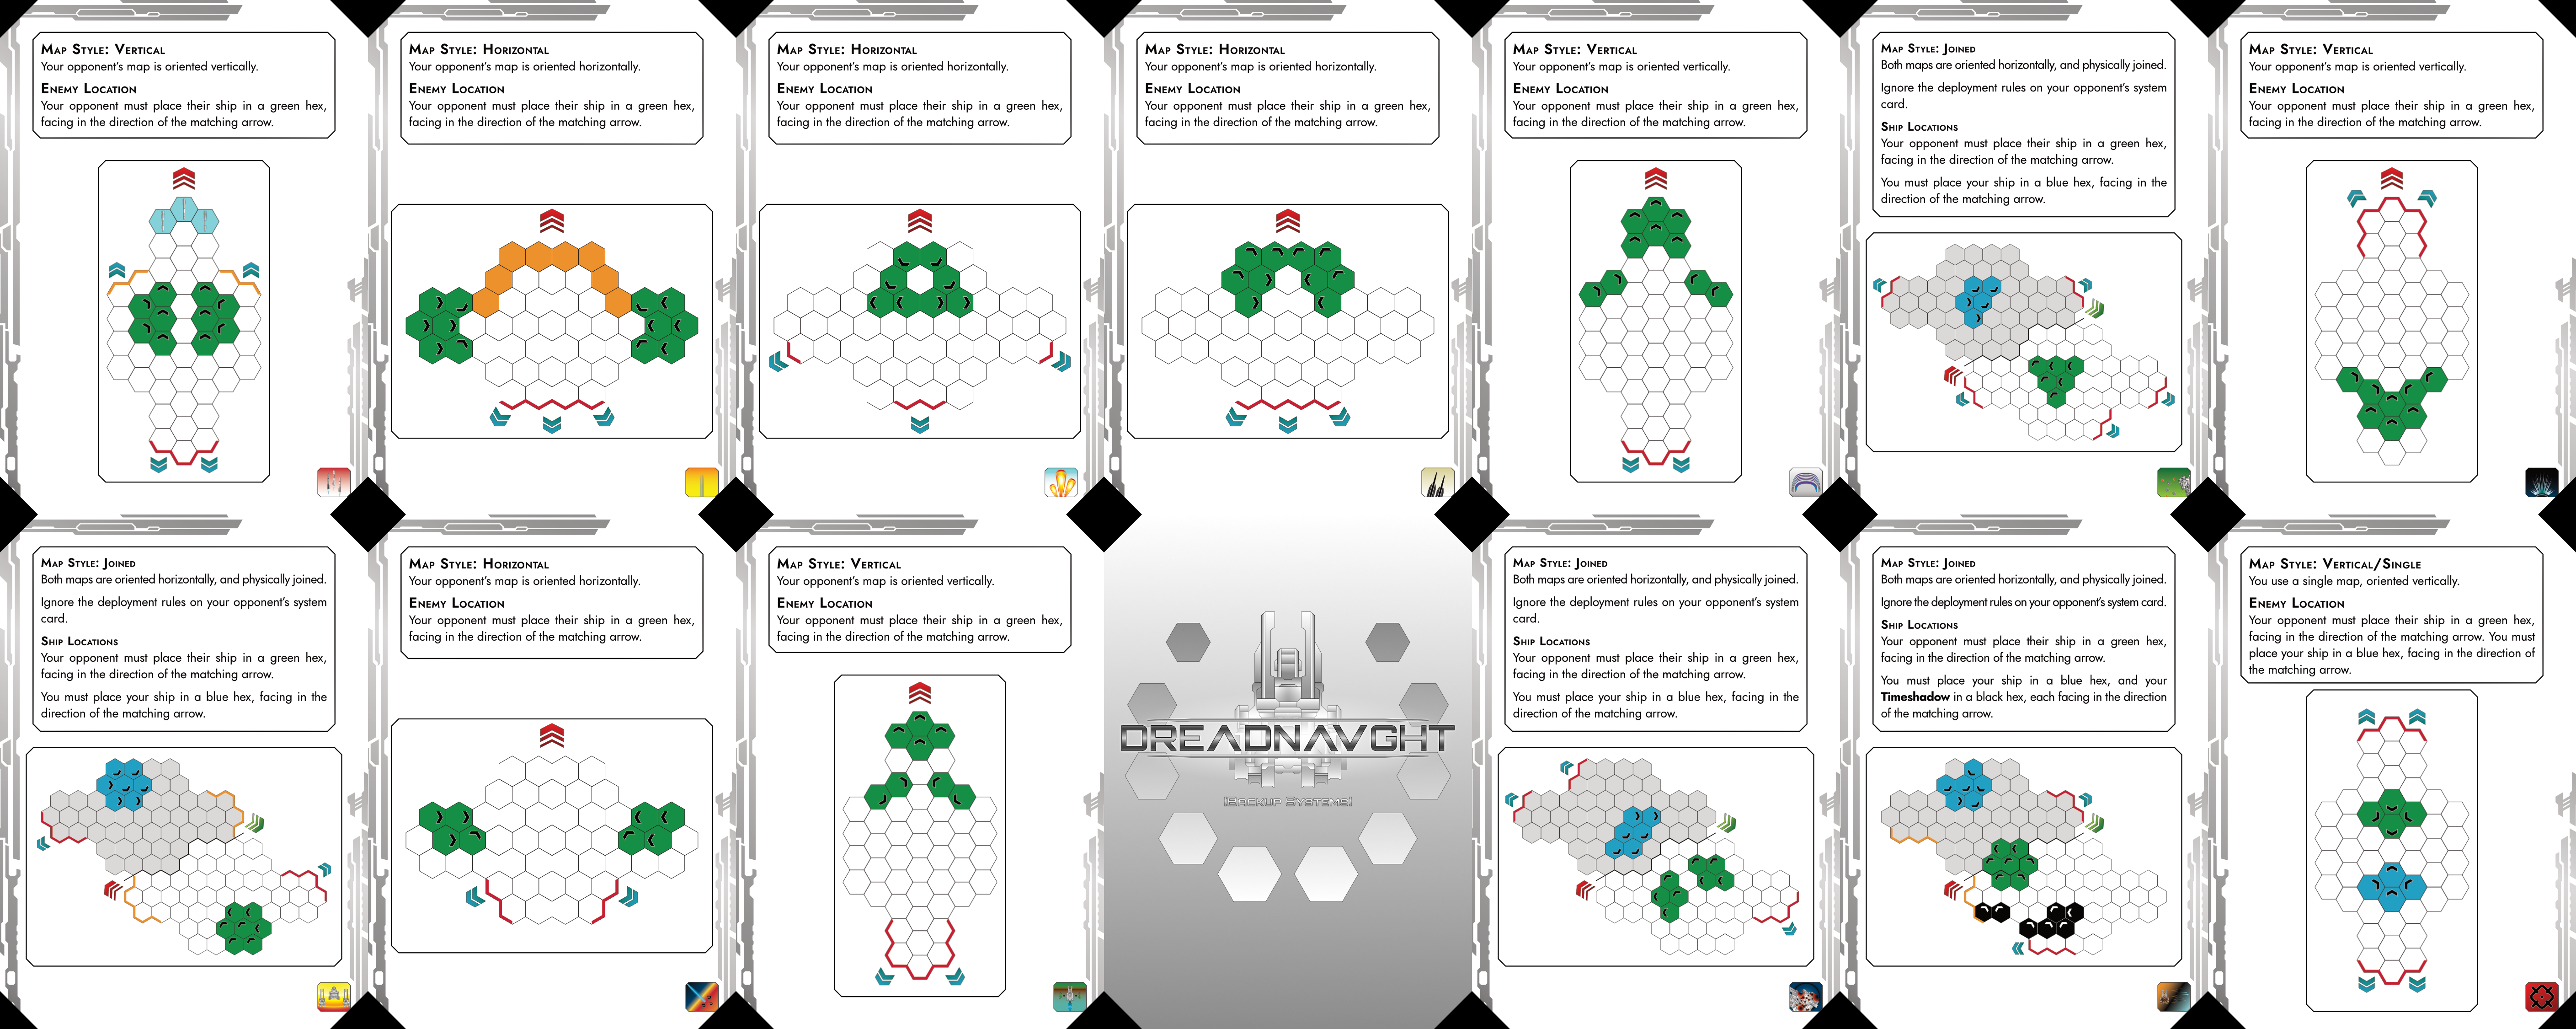 Map Style: Vertical
Your opponent's map is oriented vertically.
Enemy Location
Your opponent must place their ship in a green hex,
facing in the direction of the matching arrow.
Map Style: Horizontal
Your opponent's map is oriented horizontally.
Enemy Location
Your opponent must place their ship in a green hex,
facing in the direction of the matching arrow.
Map Style: Horizontal
Your opponent's map is oriented horizontally.
Enemy Location
Your opponent must place their ship in a green hex,
facing in the direction of the matching arrow.
Map Style: Horizontal
Your opponent's map is oriented horizontally.
Enemy Location
Your opponent must place their ship in a green hex,
facing in the direction of the matching arrow.
Map Style: Vertical
Your opponent's map is oriented vertically.
Enemy Location
Your opponent must place their ship in a green hex,
facing in the direction of the matching arrow.
Map Style: Joined
Both maps are oriented horizontally, and physically joined.
Ignore the deployment rules on your opponent's system
card.
Ship Locations
Your opponent must place their ship in a green hex,
facing in the direction of the matching arrow.
You must place your ship in a blue hex, facing in the
direction of the matching arrow.
Map Style: Vertical
Your opponent's map is oriented vertically.
Enemy Location
Your opponent must place their ship in a green hex,
facing in the direction of the matching arrow.
Map Style: Joined
Both maps are oriented horizontally, and physically joined.
Ignore the deployment rules on your opponent's system
card.
Ship Locations
Your opponent must place their ship in a green hex,
facing in the direction of the matching arrow.
You must place your ship in a blue hex, facing in the
direction of the matching arrow.
Map Style: Horizontal
Your opponent's map is oriented horizontally.
Enemy Location
Your opponent must place their ship in a green hex,
facing in the direction of the matching arrow.
Map Style: Vertical
Your opponent's map is oriented vertically.
Enemy Location
Your opponent must place their ship in a green hex,
facing in the direction of the matching arrow.
DREADNAVGHT
[Backup Systems]
Map Style: Joined
Both maps are oriented horizontally, and physically joined.
Ignore the deployment rules on your opponent's system
card.
Ship Locations
Your opponent must place their ship in a green hex,
facing in the direction of the matching arrow.
You must place your ship in a blue hex, facing in the
direction of the matching arrow.
Map Style: Joined
Both maps are oriented horizontally, and physically joined.
Ignore the deployment rules on your opponent's system card.
Ship Locations
Your opponent must place their ship in a green hex,
facing in the direction of the matching arrow.
You must place your ship in a blue hex, and your
Timeshadow in a black hex, each facing in the direction
of the matching arrow.
Map Style: Vertical/Single
You use a single map, oriented vertically.
Enemy Location
Your opponent must place their ship in a green hex,
facing in the direction of the matching arrow. You must
place your ship in a blue hex, facing in the direction of
the matching arrow.